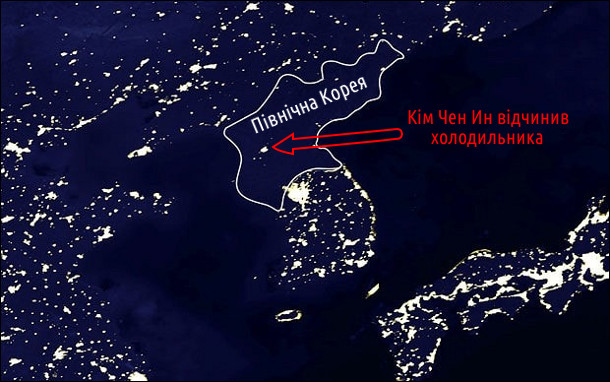 Північна Корея
Кім Чен Ин відчинив
холодильника